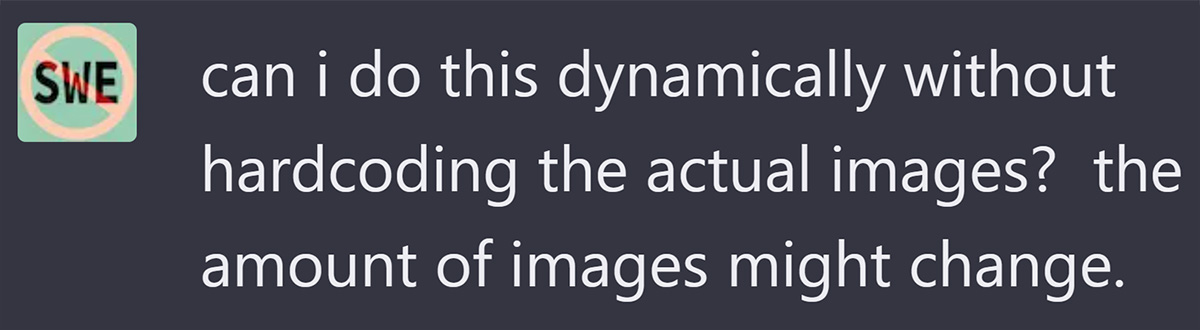 SWE
can i do this dynamically without
hardcoding the actual images?  the
amount of images might change.